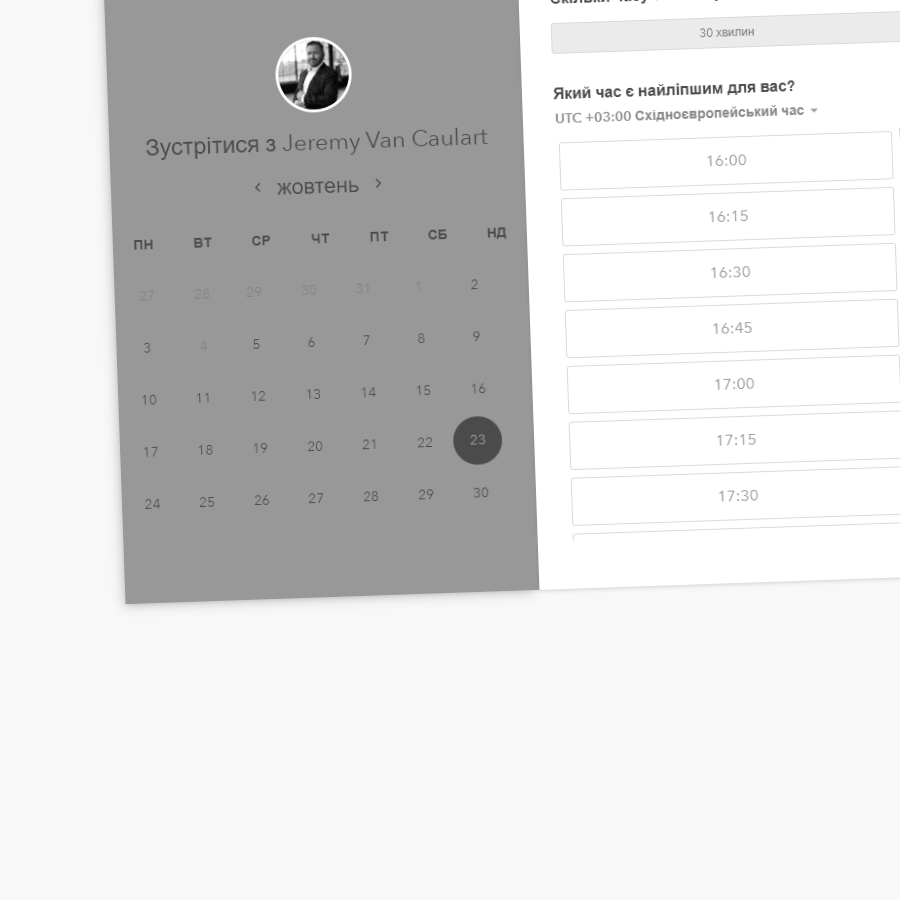 Зустрітися з Jeremy Van Caulart
‹ жовтень ›
ПН ВТ СР ЧТ ПТ СБ НД
27 28 29 30 31 1 2
3 4 5 6 7 8 9
10 11 12 13 14 15 16
17 18 19 20 21 22 23
24 25 26 27 28 29 30
30 хвилин
Який час є найліпшим для вас?
UTC +03:00 Східноєвропейський час
16:00
16:15
16:30
16:45
17:00
17:15
17:30